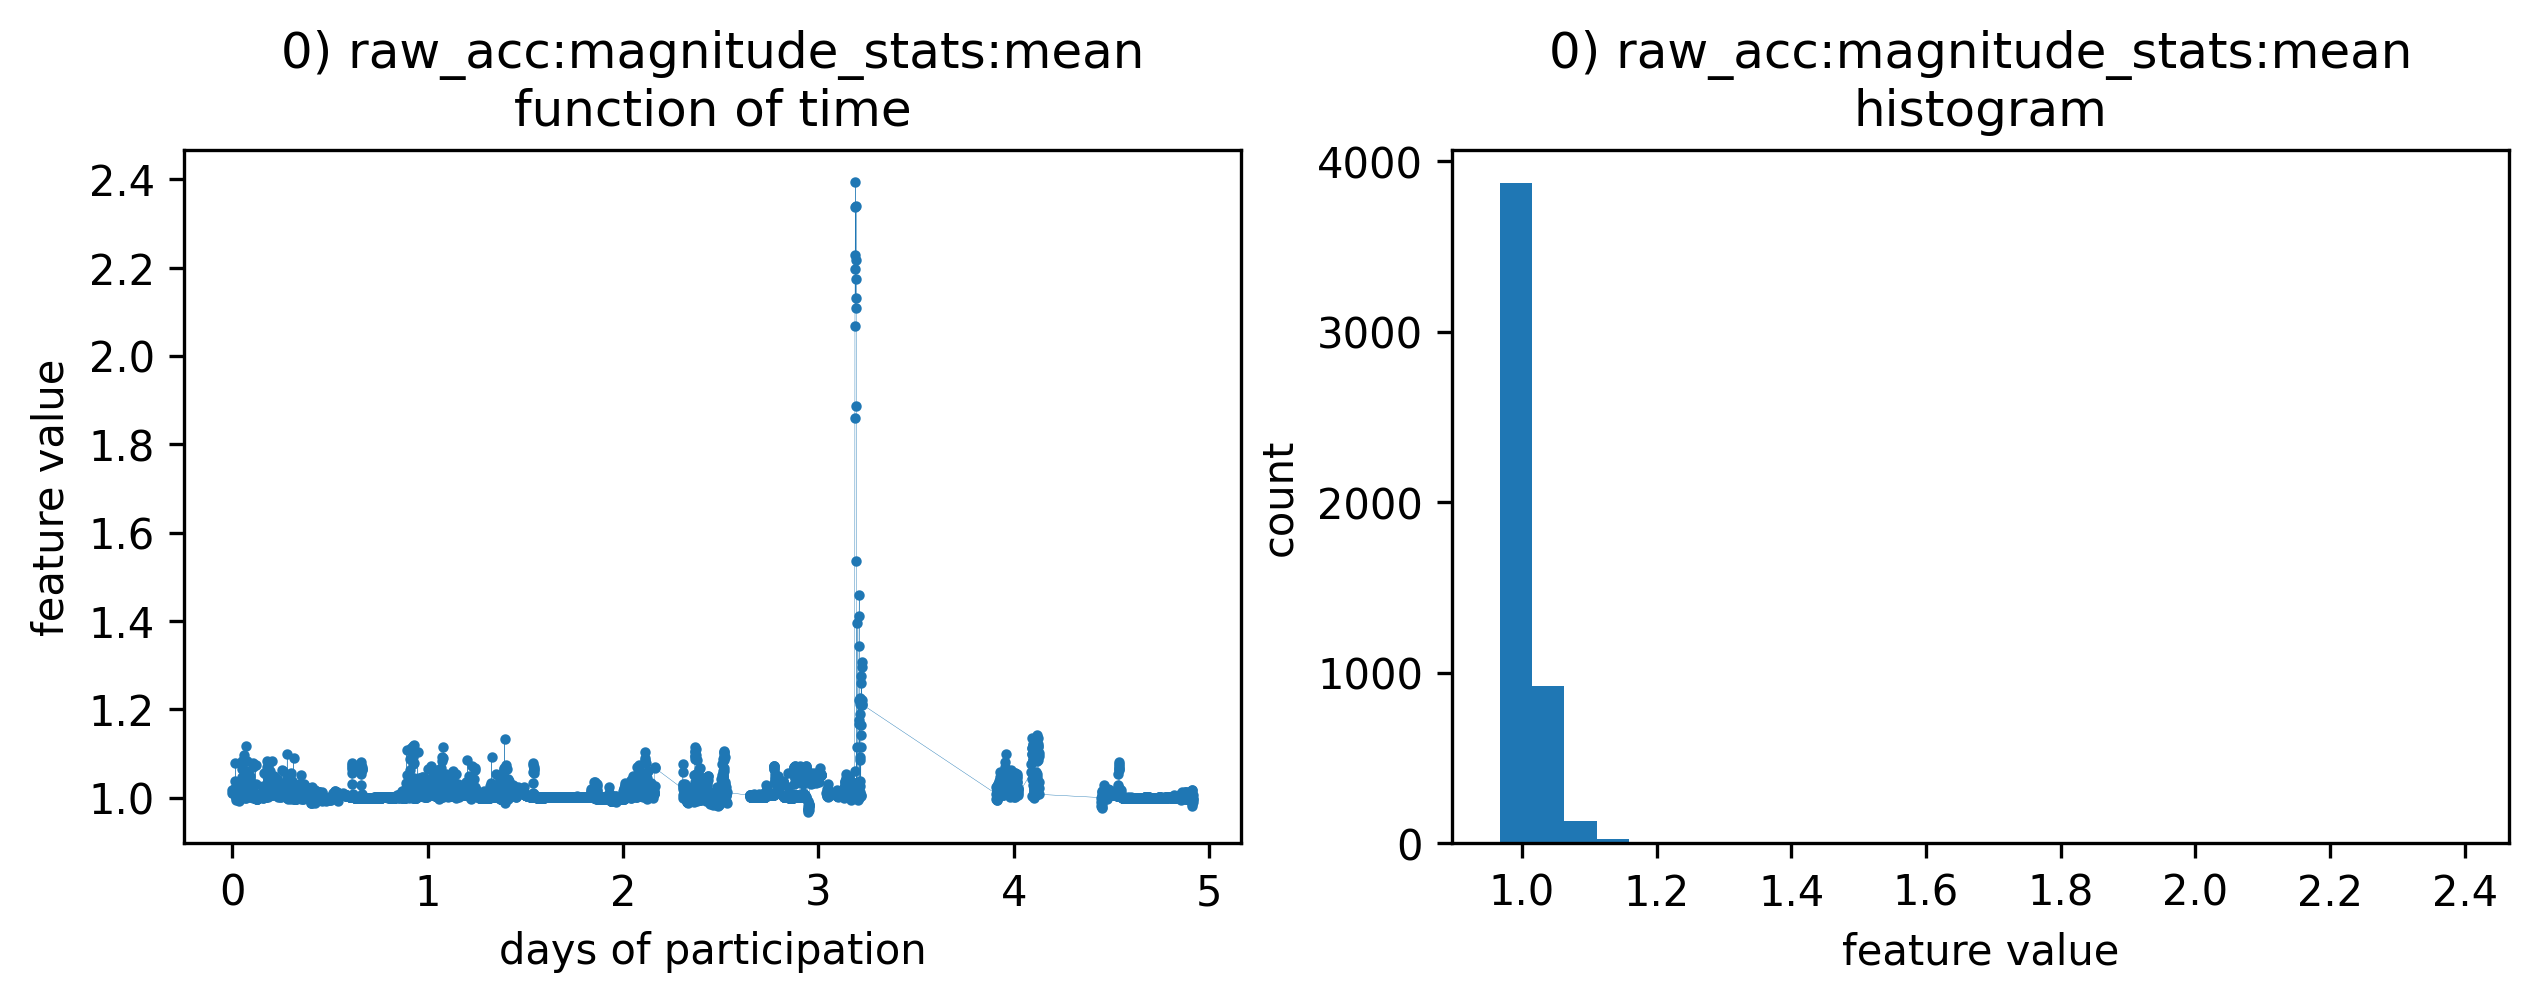 0) raw_acc:magnitude_stats:mean
function of time
2.4
2.2
2.0
1.8
1.6
1.4
1.2
1.0
feature value
0 1 2 3 4 5
days of participation
0) raw_acc:magnitude_stats:mean
histogram
4000
3000
2000
1000
0
count
1.0 1.2 1.4 1.6 1.8 2.0 2.2 2.4
feature value